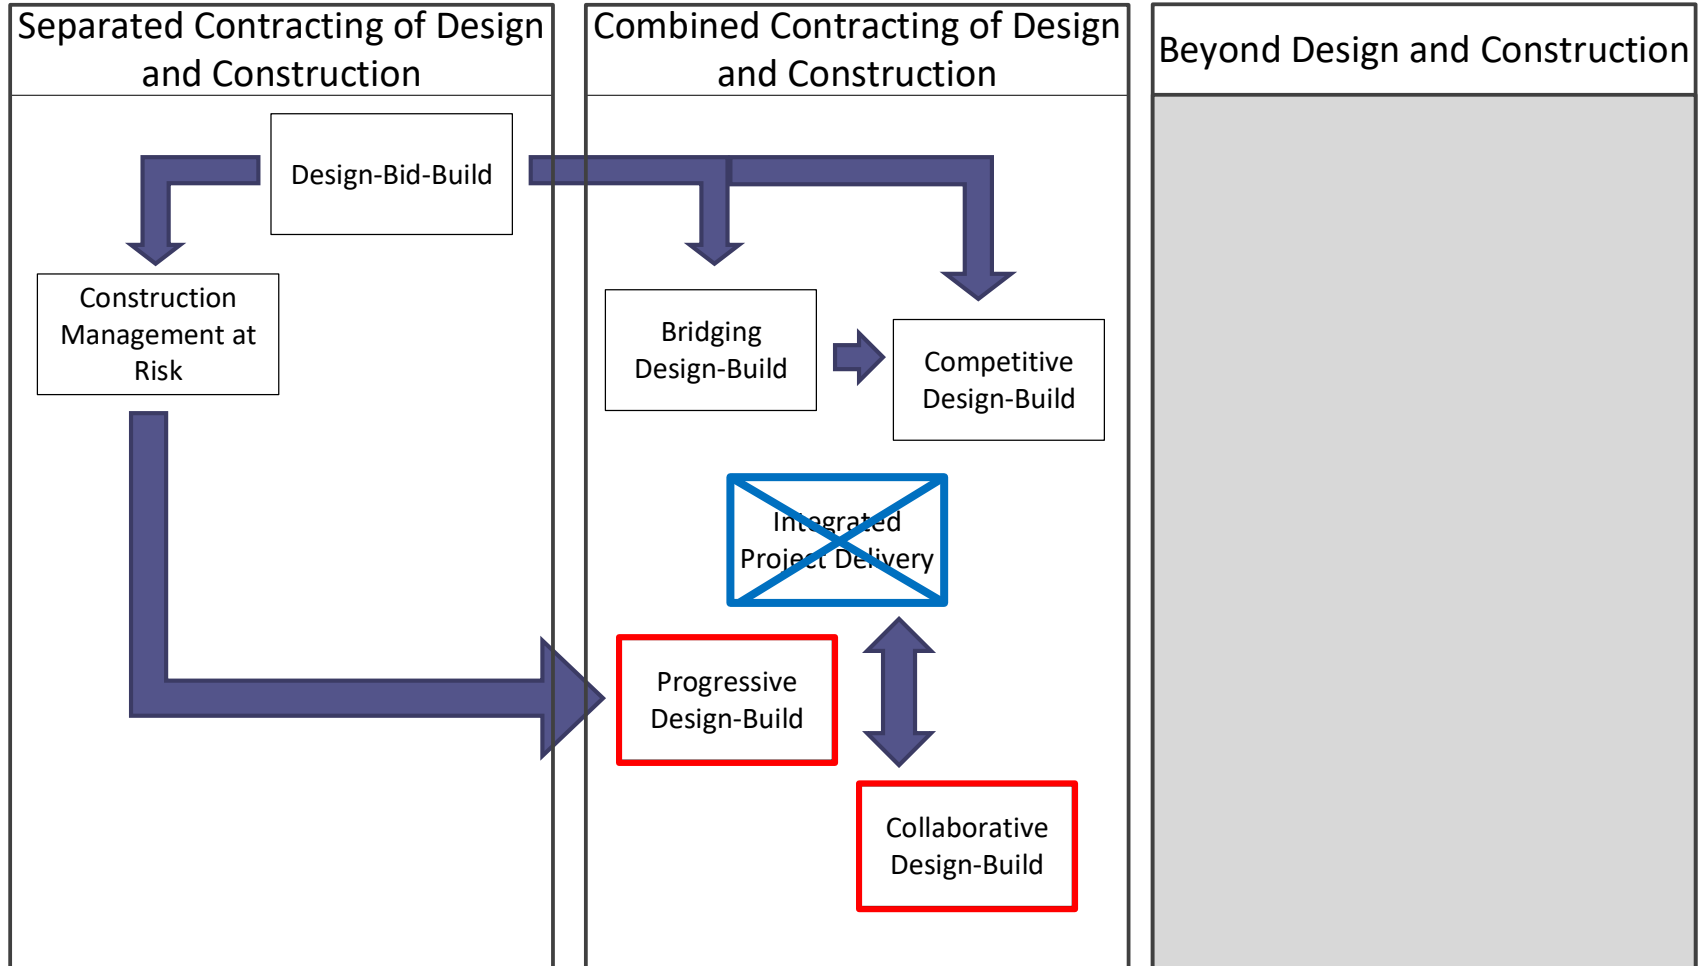 Separated Contracting of Design
and Construction
Combined Contracting of Design
and Construction
Beyond Design and Construction
Design-Bid-Build
Construction
Management at
Risk
Bridging
Design-Build
Competitive
Design-Build
Integrated
Project Delivery
Progressive
Design-Build
Collaborative
Design-Build